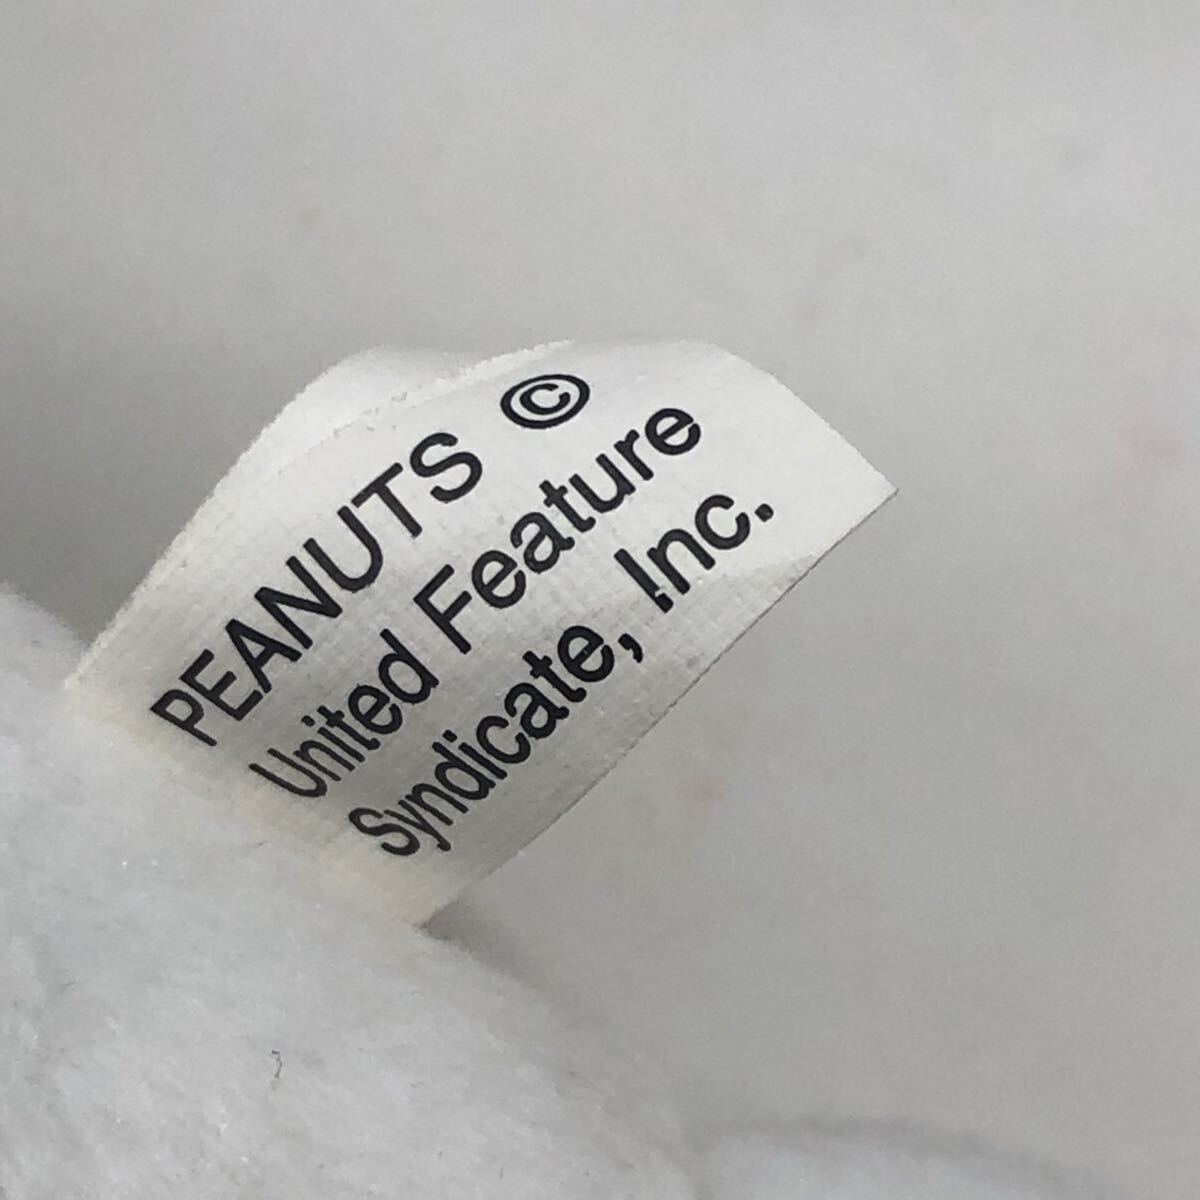 PEANUTS ©
United Feature
Syndicate, Inc.